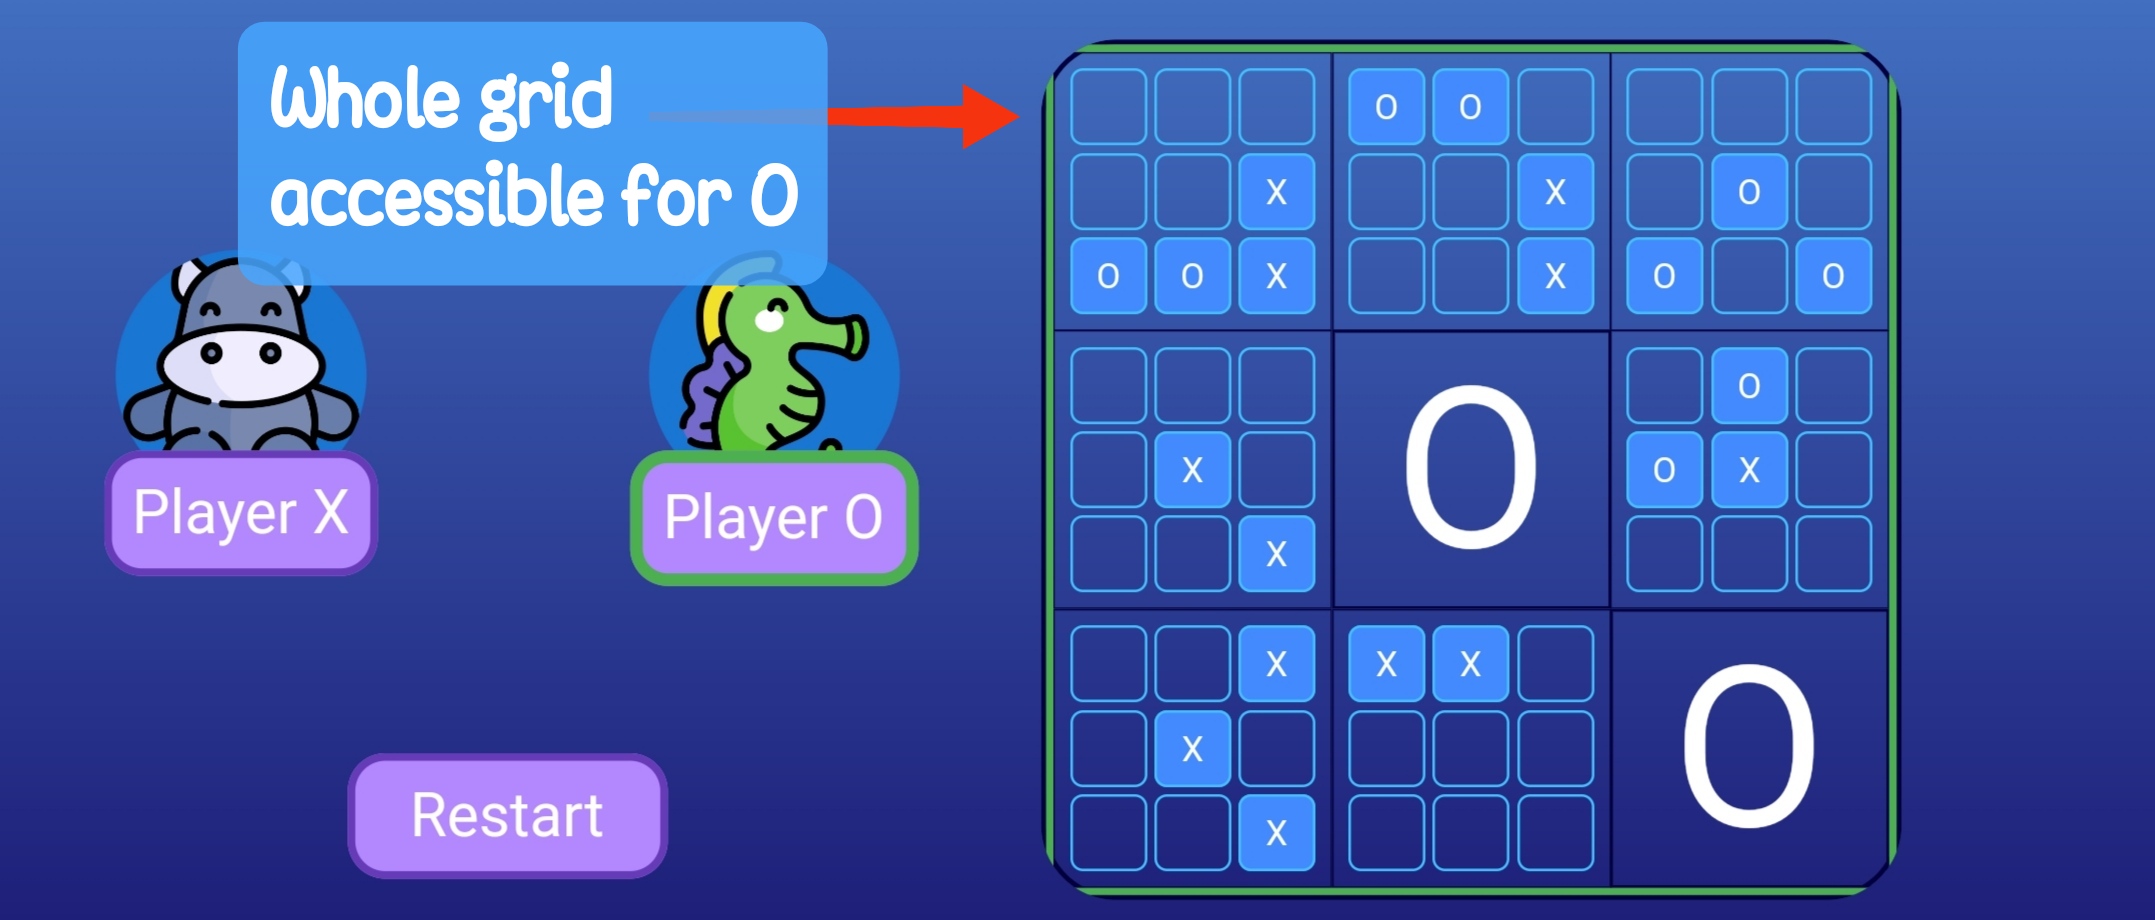 Whole grid
accessible for O
Player X
Player O
Restart
O O
X X O
O O X X O O
O
X O O X
X
X X X
X
X
O